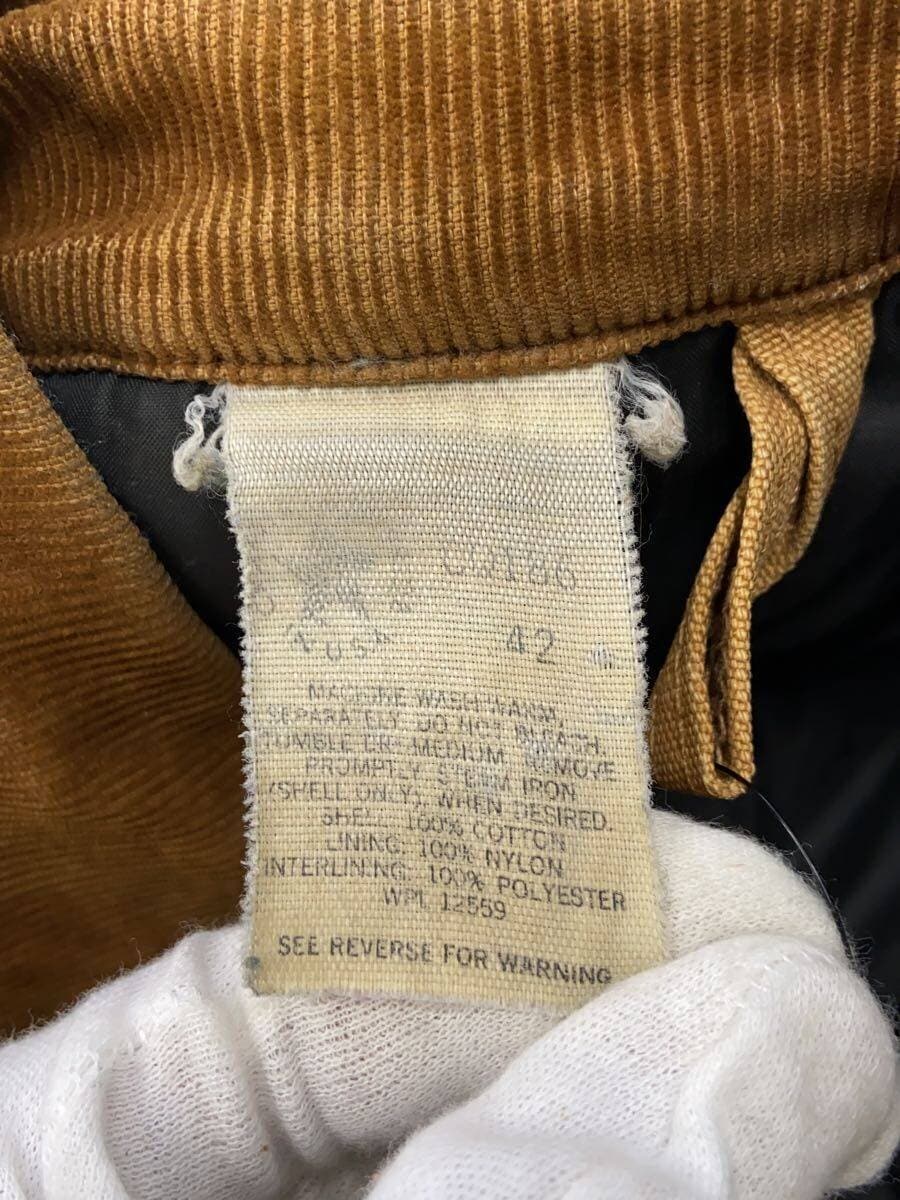 42
U.S.A.
MACHINE WASH WARM,
SEPARATELY. DO NOT BLEACH.
TUMBLE DRY MEDIUM. REMOVE
PROMPTLY. STEAM IRON
(SHELL ONLY), WHEN DESIRED.
SHELL: 100% COTTON
LINING: 100% NYLON
INTERLINING: 100% POLYESTER
WPL 12559
SEE REVERSE FOR WARNING